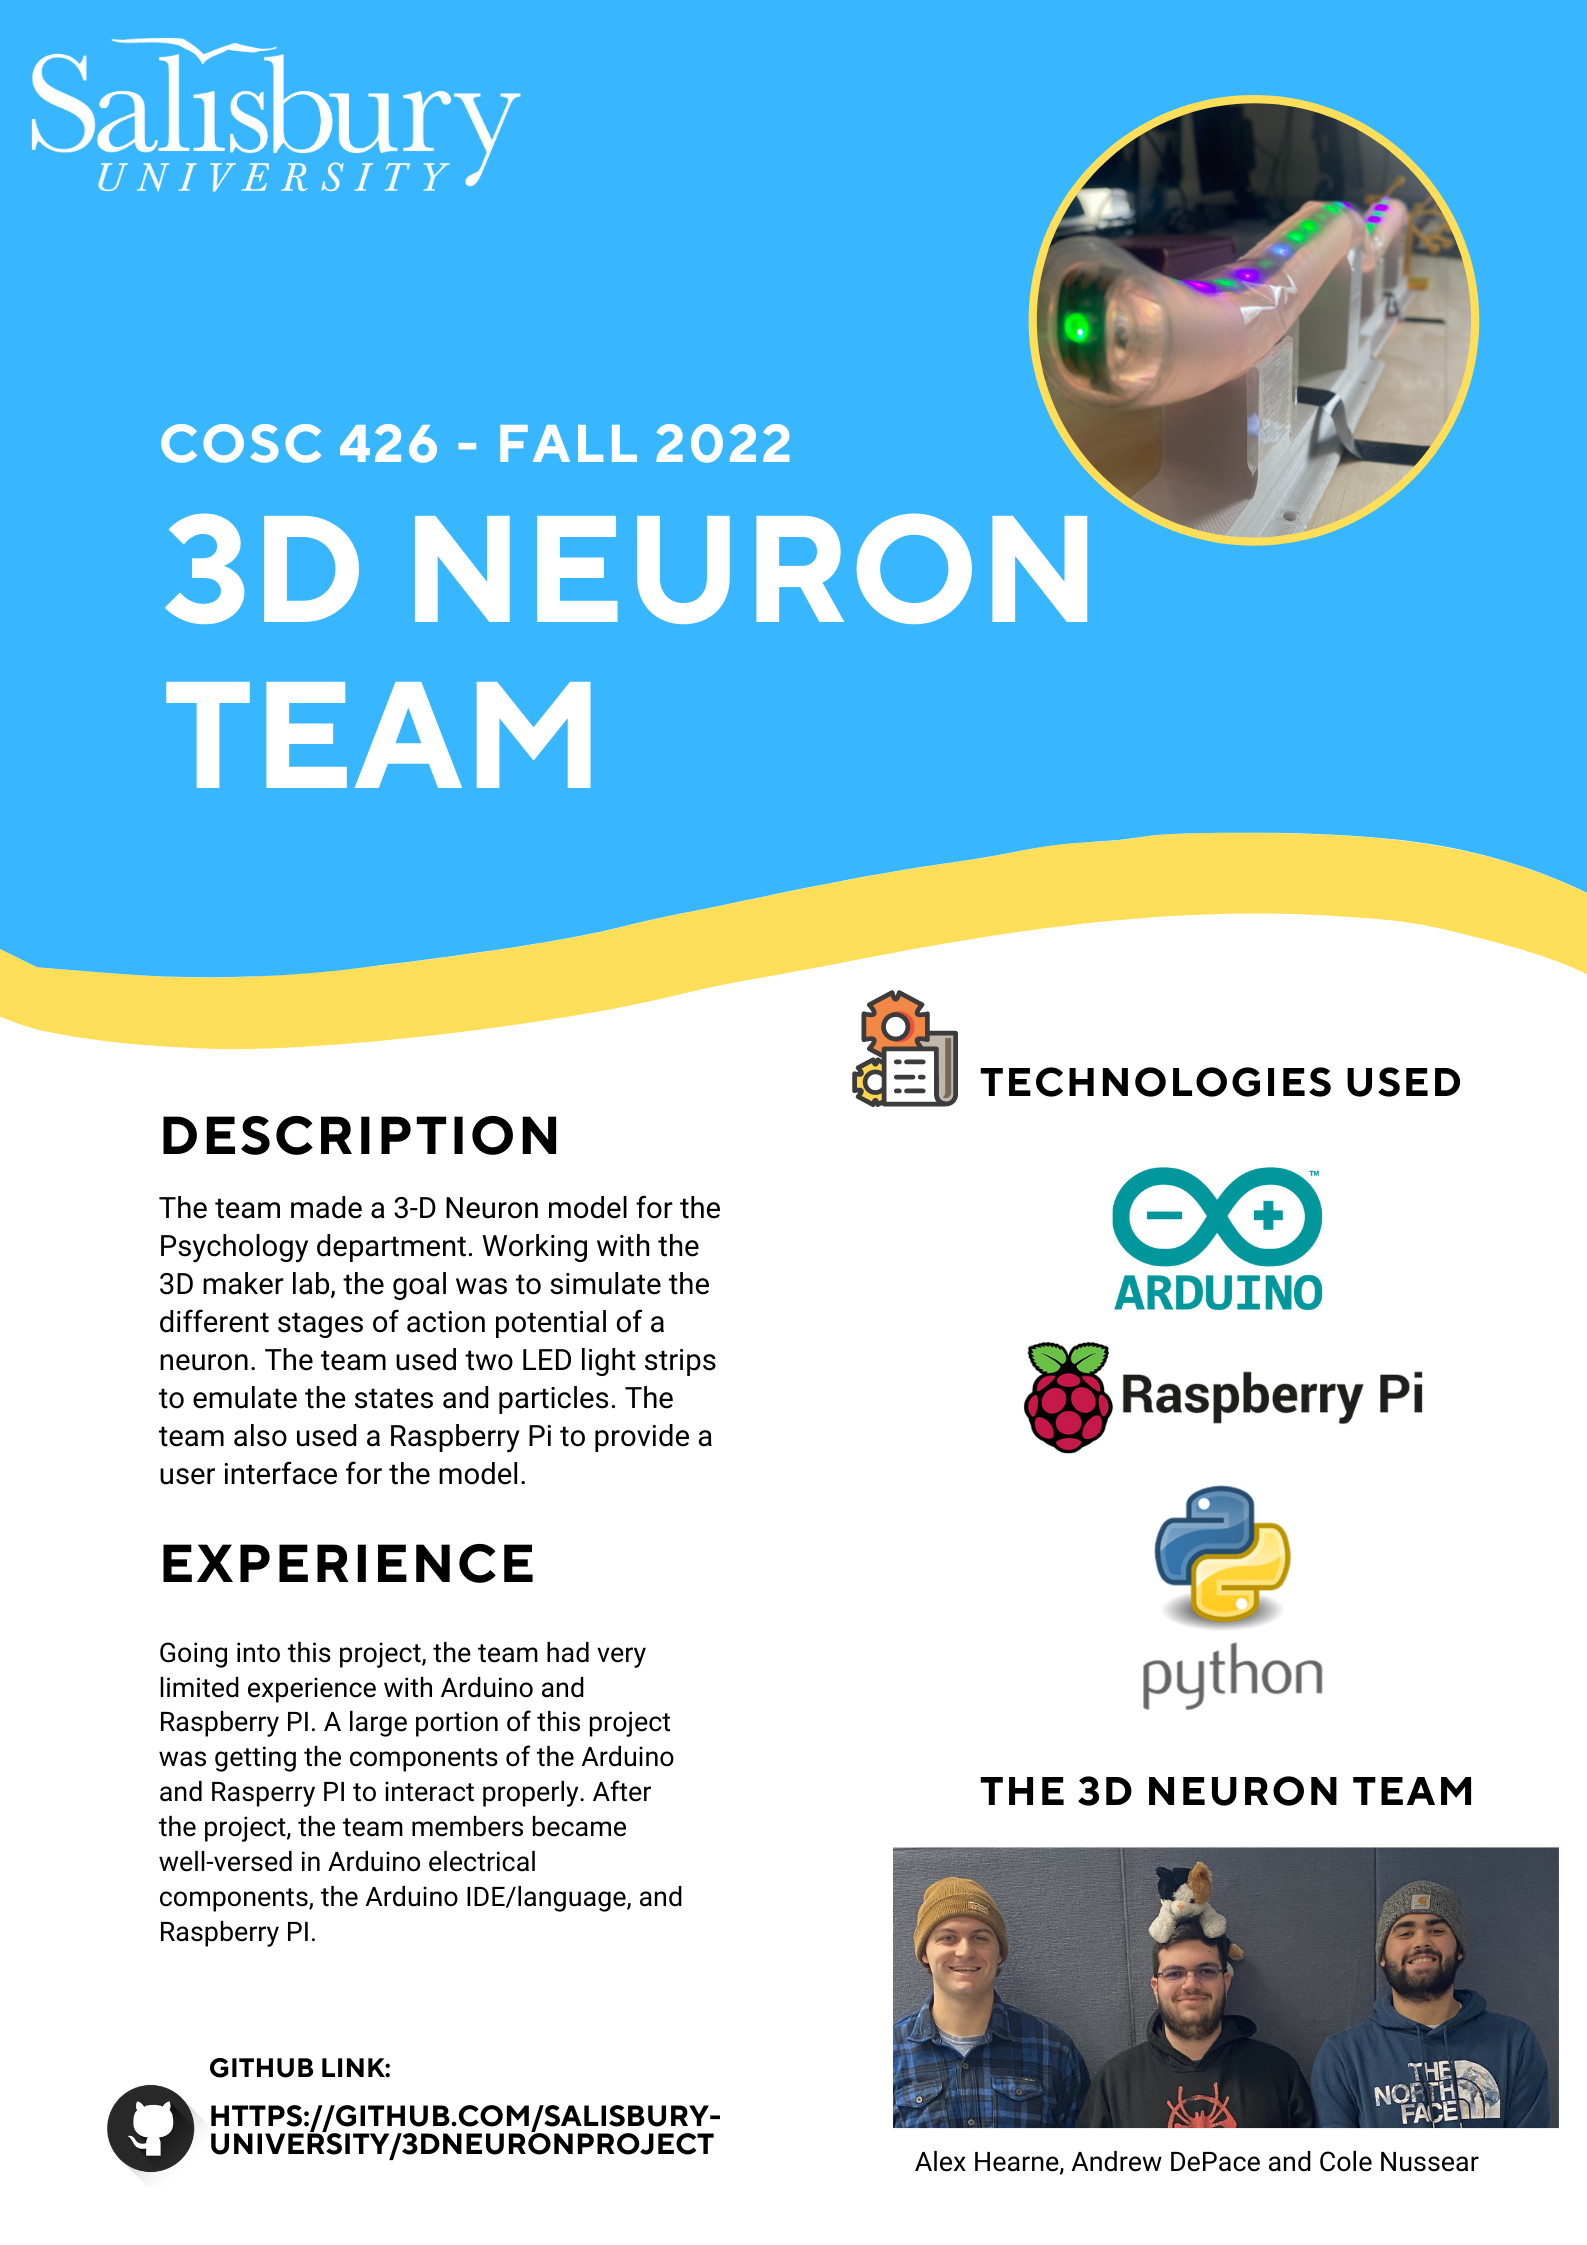 Salisbury
UNIVERSITY
COSC 426 - FALL 2022
3D NEURON
TEAM
TECHNOLOGIES USED
DESCRIPTION
The team made a 3-D Neuron model for the
Psychology department. Working with the
3D maker lab, the goal was to simulate the
different stages of action potential of a
neuron. The team used two LED light strips
to emulate the states and particles. The
team also used a Raspberry Pi to provide a
user interface for the model.
EXPERIENCE
Going into this project, the team had very
limited experience with Arduino and
Raspberry PI. A large portion of this project
was getting the components of the Arduino
and Rasperry PI to interact properly. After
the project, the team members became
well-versed in Arduino electrical
components, the Arduino IDE/language, and
Raspberry PI.
GITHUB LINK:
HTTPS://GITHUB.COM/SALISBURY-
UNIVERSITY/3DNEURONPROJECT
TM
ARDUINO
Raspberry Pi
python
THE 3D NEURON TEAM
THE
NORTH
FACE
Alex Hearne, Andrew DePace and Cole Nussear